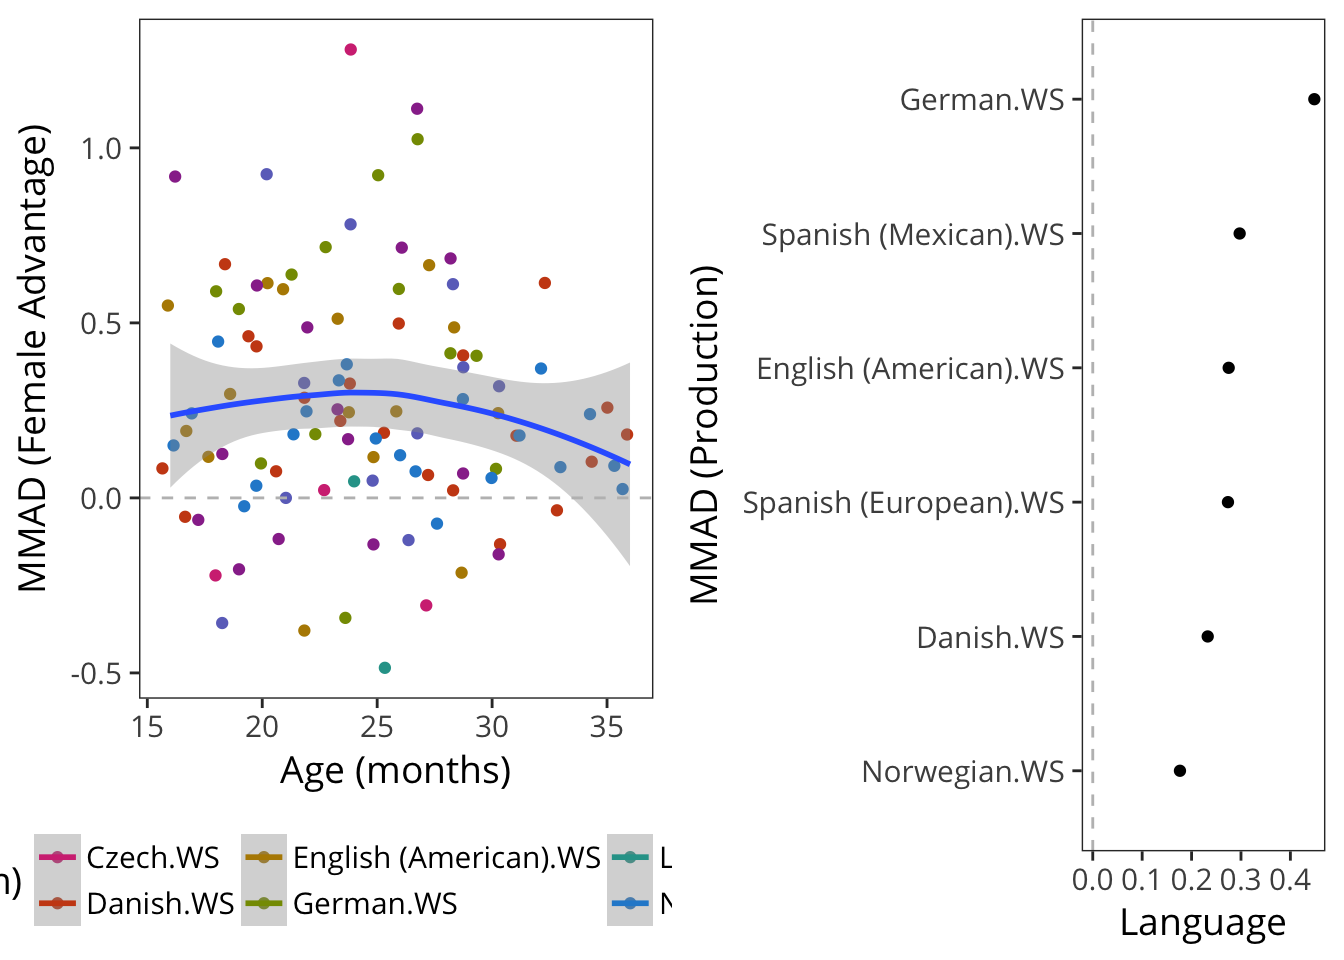 MMAD (Female Advantage)
1.0
0.5
0.0
-0.5
15 20 25 30 35
Age (months)
n)
Czech.WS
English (American).WS
L
Danish.WS
German.WS
N
MMAD (Production)
German.WS
Spanish (Mexican).WS
English (American).WS
Spanish (European).WS
Danish.WS
Norwegian.WS
0.0 0.1 0.2 0.3 0.4
Language